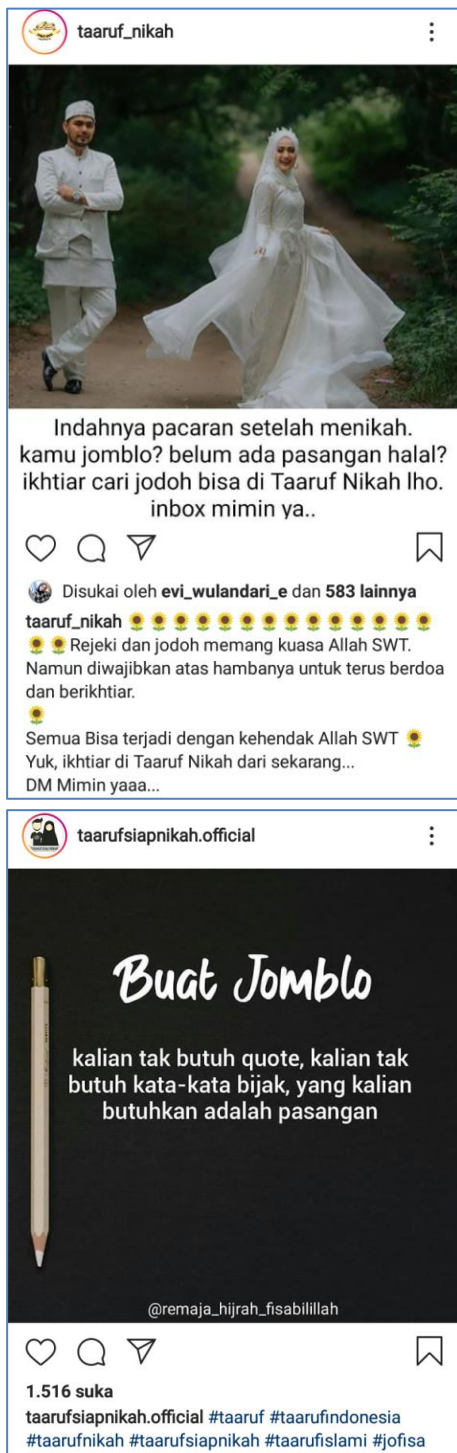 taaruf_nikah
Indahnya pacaran setelah menikah.
kamu jomblo? belum ada pasangan halal?
ikhtiar cari jodoh bisa di Taaruf Nikah lho.
inbox mimin ya..
Disukai oleh evi_wulandari_e dan 583 lainnya
taaruf_nikah 🌻🌻🌻🌻🌻🌻🌻🌻🌻🌻🌻🌻🌻🌻
🌻🌻Rejeki dan jodoh memang kuasa Allah SWT.
Namun diwajibkan atas hambanya untuk terus berdoa
dan berikhtiar.
🌻
Semua Bisa terjadi dengan kehendak Allah SWT 🌻
Yuk, ikhtiar di Taaruf Nikah dari sekarang...
DM Mimin yaaa...
taarufsiapnikah.official
Buat Jomblo
kalian tak butuh quote, kalian tak
butuh kata-kata bijak, yang kalian
butuhkan adalah pasangan
@remaja_hijrah_fisabilillah
1.516 suka
taarufsiapnikah.official #taaruf #taarufindonesia
#taarufnikah #taarufsiapnikah #taarufislami #jofisa